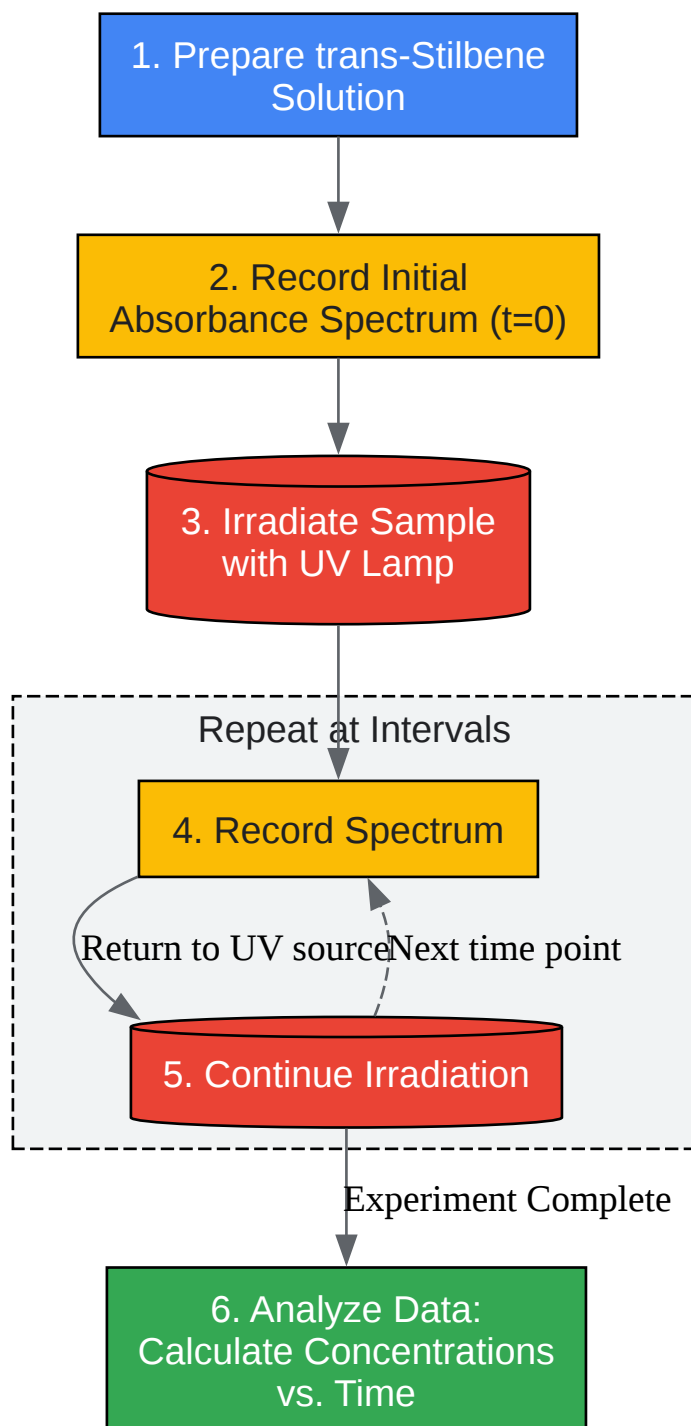 1. Prepare trans-Stilbene
Solution
2. Record Initial
Absorbance Spectrum (t=0)
3. Irradiate Sample
with UV Lamp
Repeat at Intervals
4. Record Spectrum
Return to UV source
Next time point
5. Continue Irradiation
Experiment Complete
6. Analyze Data:
Calculate Concentrations
vs. Time